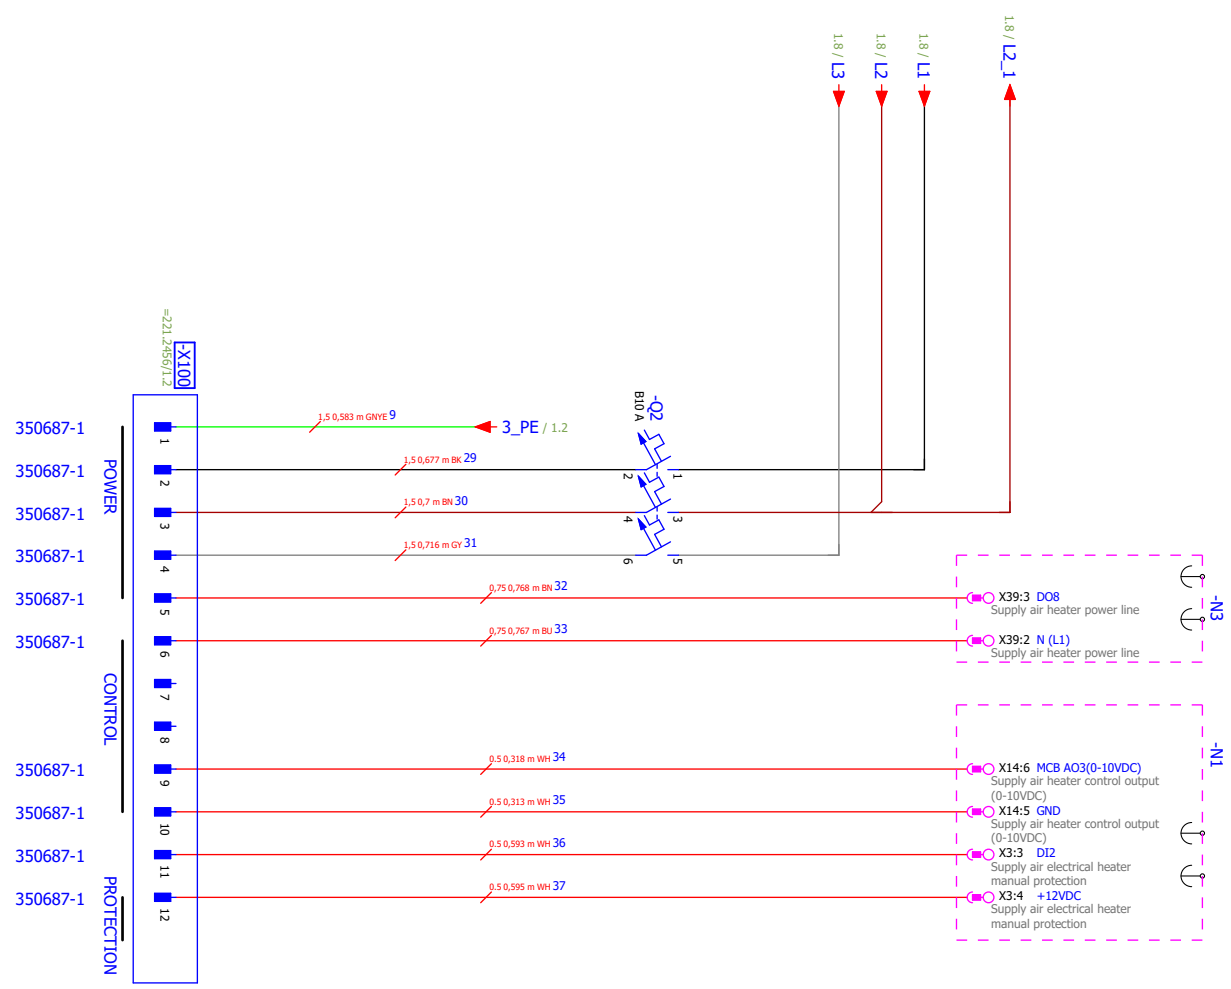 1.8 / L3
1.8 / L2
1.8 / L1
1.8 / L2_1
=221.2456/1.2
-X100
-Q2
B10 A
350687-1
1
1,5 0,583 m GNYE 9
3_PE / 1.2
350687-1
2
1,5 0,677 m BK 29
2
1
350687-1
3
1,5 0,7 m BN 30
4
3
350687-1
4
1,5 0,716 m GY 31
6
5
POWER
350687-1
5
0,75 0,768 m BN 32
X39:3 DO8
Supply air heater power line
-N3
350687-1
6
0,75 0,767 m BU 33
X39:2 N (L1)
Supply air heater power line
7
CONTROL
8
-N1
350687-1
9
0.5 0,318 m WH 34
X14:6 MCB AO3(0-10VDC)
Supply air heater control output
(0-10VDC)
350687-1
10
0.5 0,313 m WH 35
X14:5 GND
Supply air heater control output
(0-10VDC)
350687-1
11
0.5 0,593 m WH 36
X3:3 DI2
Supply air electrical heater
manual protection
350687-1
12
0.5 0,595 m WH 37
X3:4 +12VDC
Supply air electrical heater
manual protection
PROTECTION